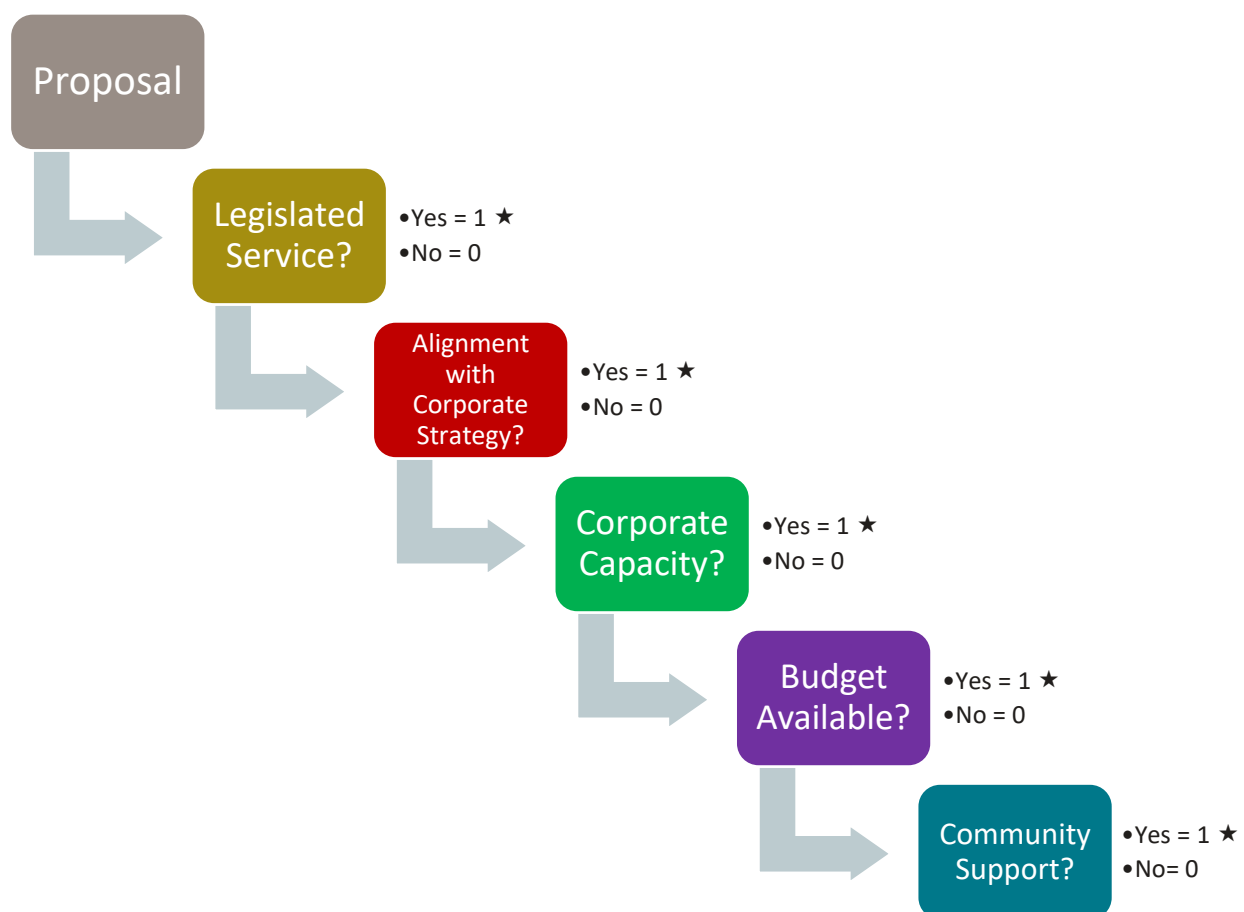 Proposal
Legislated
Service?
•Yes = 1 ★
•No = 0
Alignment
with
Corporate
Strategy?
•Yes = 1 ★
•No = 0
Corporate
Capacity?
•Yes = 1 ★
•No = 0
Budget
Available?
•Yes = 1 ★
•No = 0
Community
Support?
•Yes = 1 ★
•No= 0